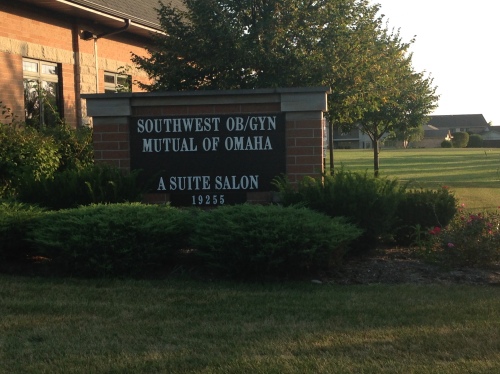 SOUTHWEST OB/GYN
MUTUAL OF OMAHA
A SUITE SALON
19255